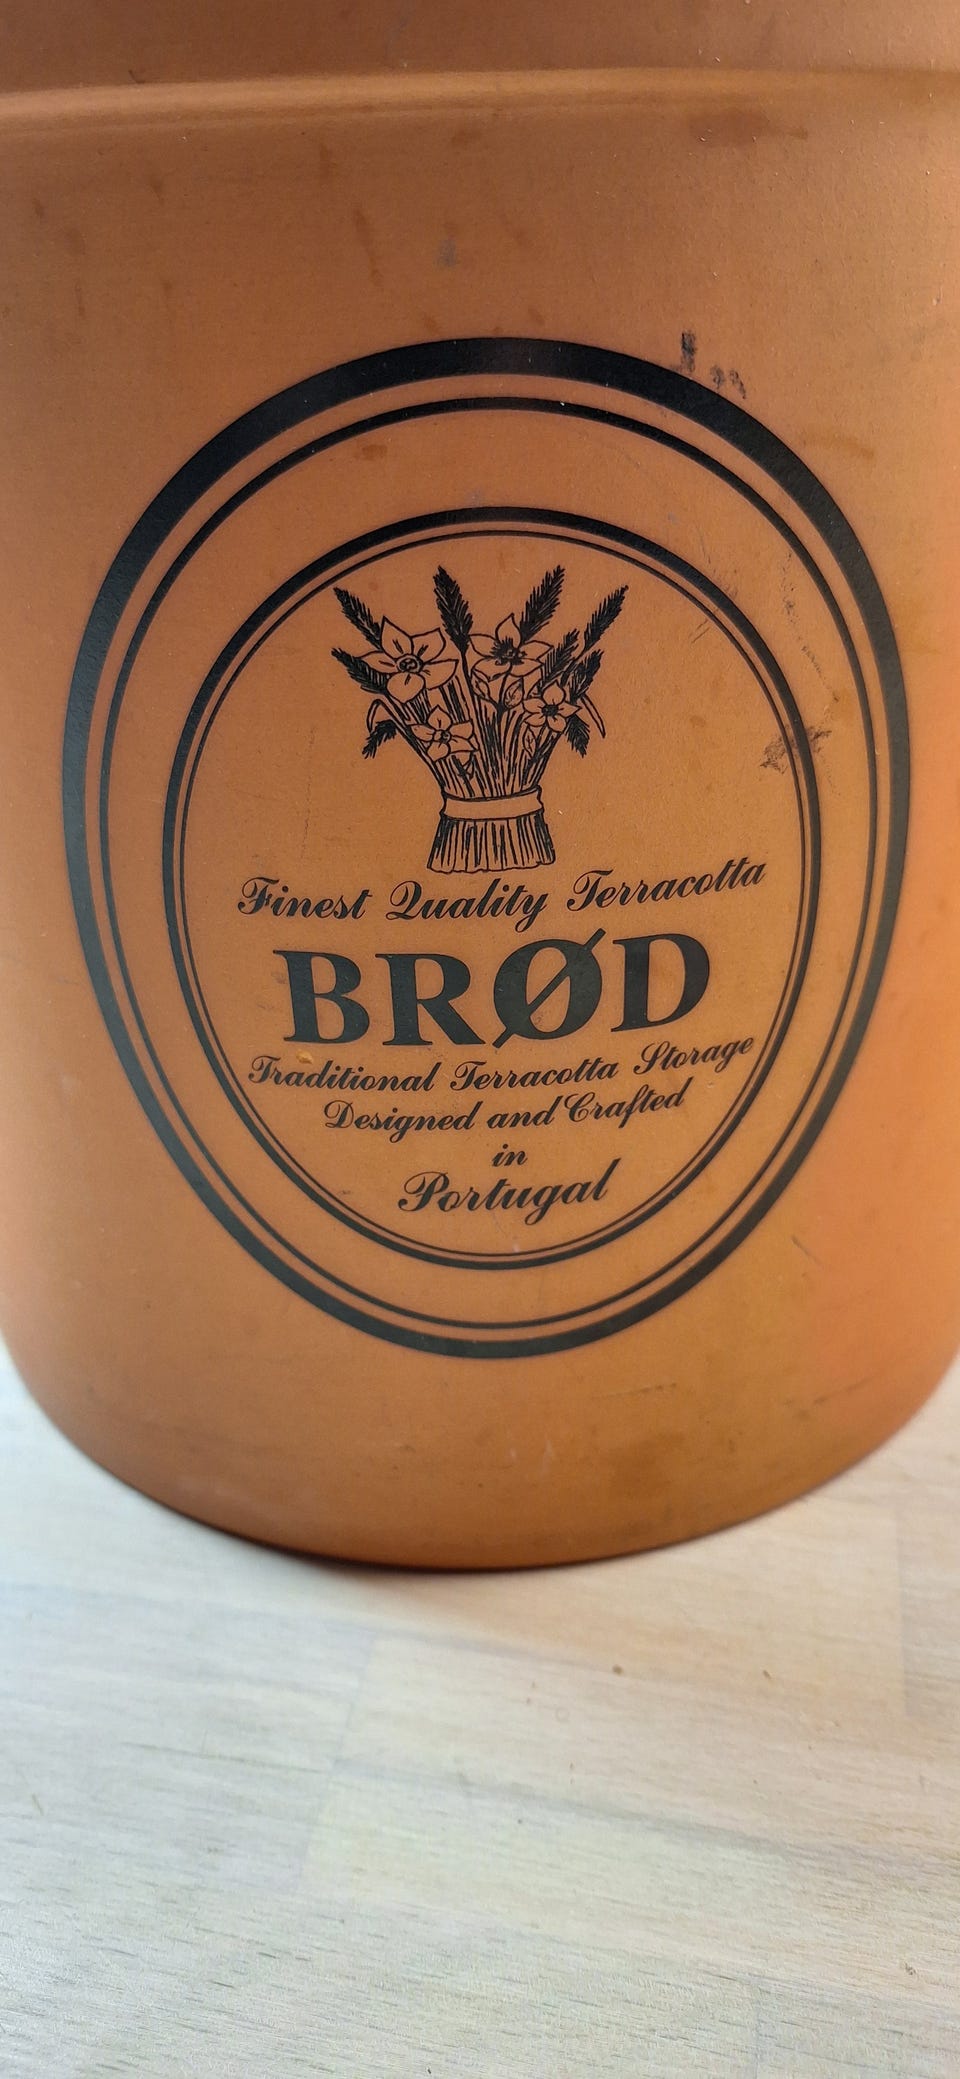 Finest Quality Terracotta
BRØD
Traditional Terracotta Storage
Designed and Crafted
in
Portugal